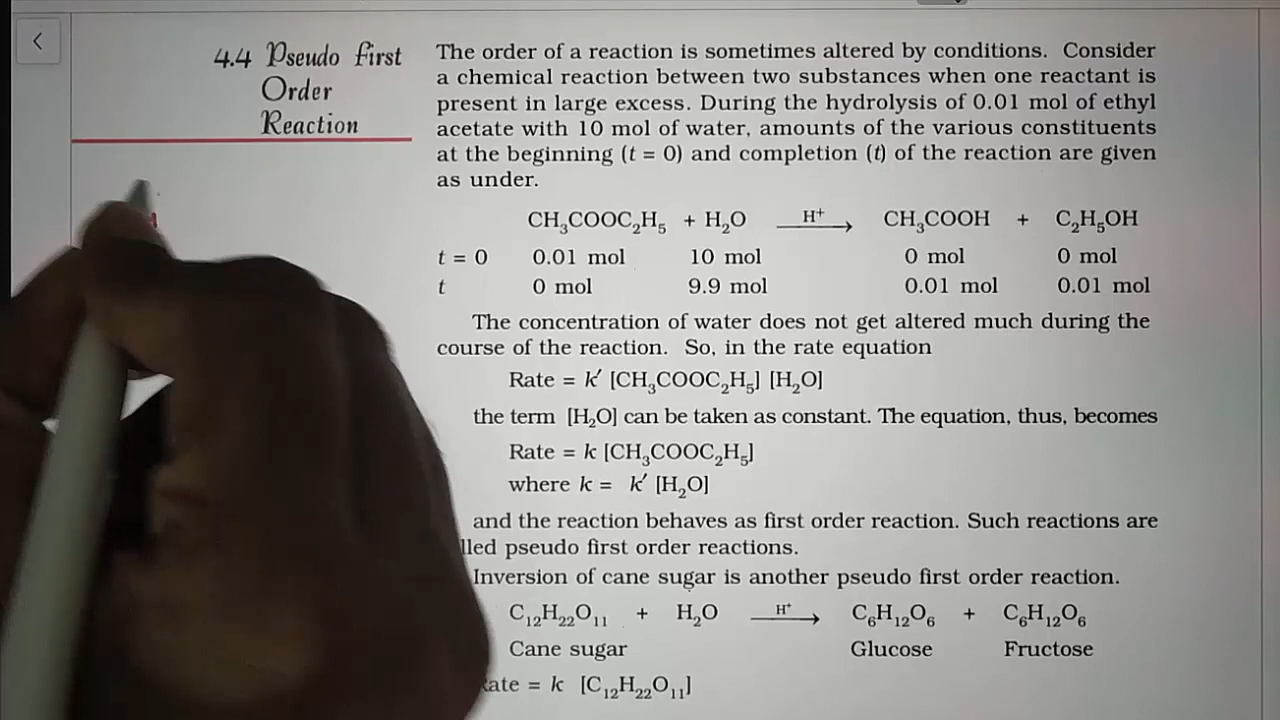 4.4 Pseudo First
Order
Reaction
The order of a reaction is sometimes altered by conditions. Consider
a chemical reaction between two substances when one reactant is
present in large excess. During the hydrolysis of 0.01 mol of ethyl
acetate with 10 mol of water, amounts of the various constituents
at the beginning (t = 0) and completion (t) of the reaction are given
as under.
CH₃COOC₂H₅ + H₂O H⁺⟶ CH₃COOH + C₂H₅OH
t = 0 0.01 mol 10 mol 0 mol 0 mol
t 0 mol 9.9 mol 0.01 mol 0.01 mol
The concentration of water does not get altered much during the
course of the reaction. So, in the rate equation
Rate = k′ [CH₃COOC₂H₅] [H₂O]
the term [H₂O] can be taken as constant. The equation, thus, becomes
Rate = k [CH₃COOC₂H₅]
where k = k′ [H₂O]
and the reaction behaves as first order reaction. Such reactions are
lled pseudo first order reactions.
Inversion of cane sugar is another pseudo first order reaction.
C₁₂H₂₂O₁₁ + H₂O H⁺⟶ C₆H₁₂O₆ + C₆H₁₂O₆
Cane sugar Glucose Fructose
Rate = k [C₁₂H₂₂O₁₁]